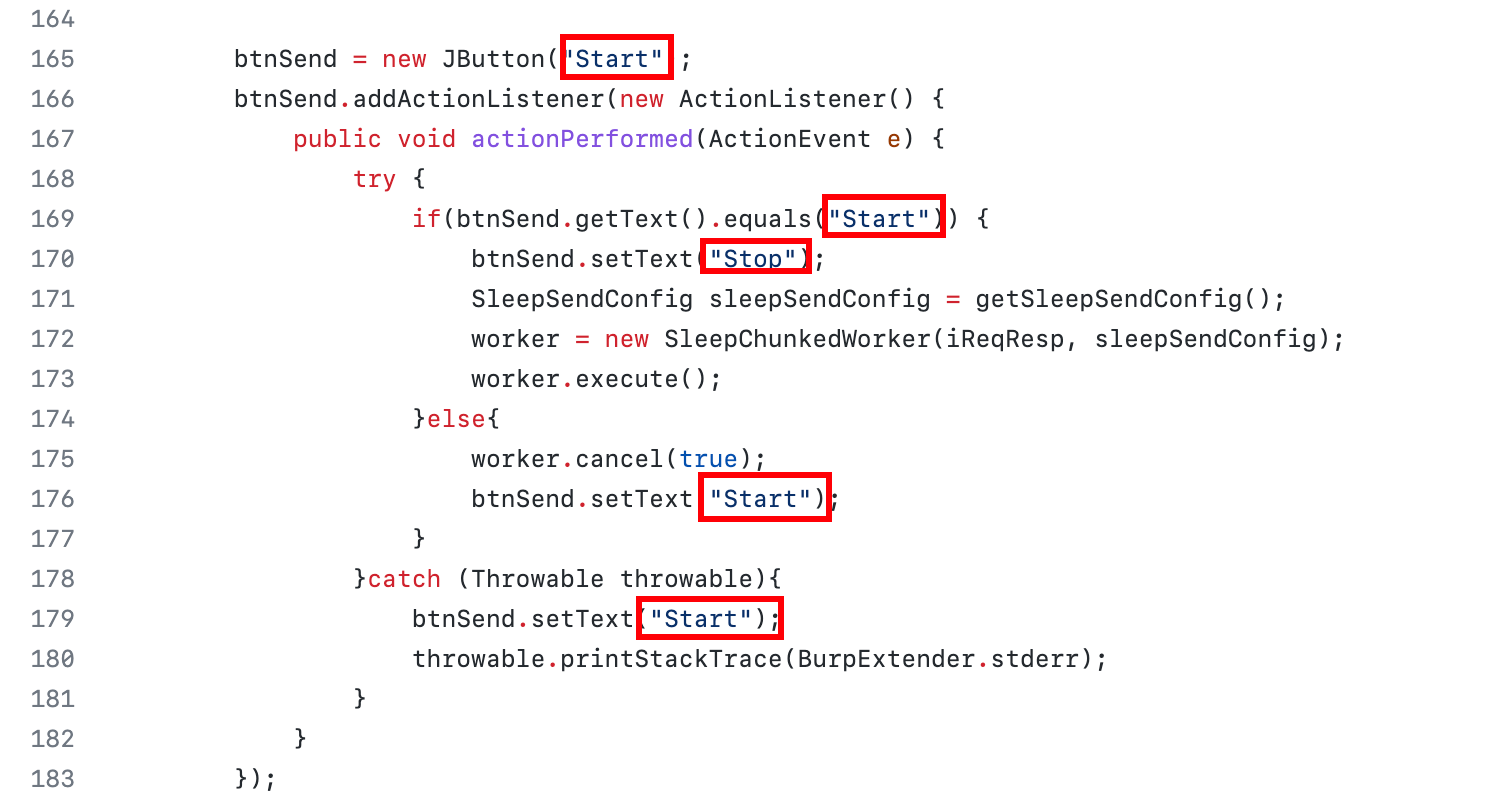 164
165 btnSend = new JButton("Start" ;
166 btnSend.addActionListener(new ActionListener() {
167 public void actionPerformed(ActionEvent e) {
168 try {
169 if(btnSend.getText().equals("Start")) {
170 btnSend.setText("Stop");
171 SleepSendConfig sleepSendConfig = getSleepSendConfig();
172 worker = new SleepChunkedWorker(iReqResp, sleepSendConfig);
173 worker.execute();
174 }else{
175 worker.cancel(true);
176 btnSend.setText "Start");
177 }
178 }catch (Throwable throwable){
179 btnSend.setText("Start");
180 throwable.printStackTrace(BurpExtender.stderr);
181 }
182 }
183 });